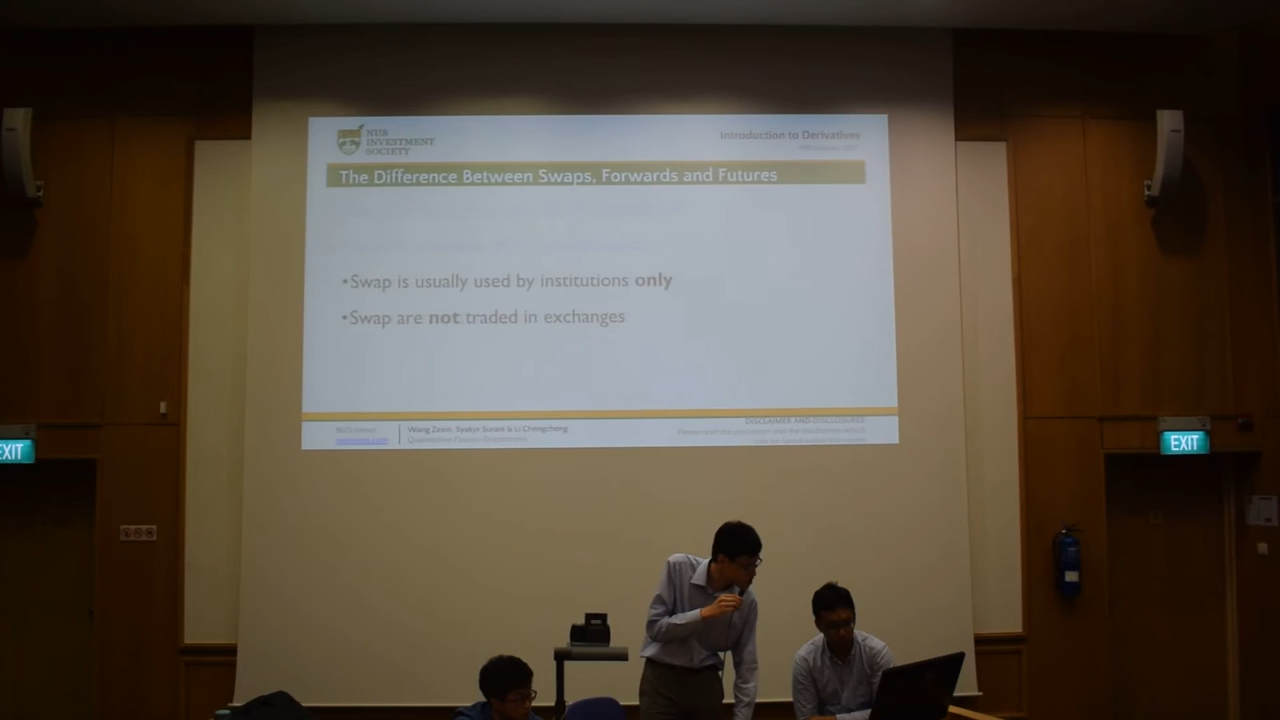 NUS
INVESTMENT
SOCIETY
Introduction to Derivatives
The Difference Between Swaps, Forwards and Futures
•Swap is usually used by institutions only
•Swap are not traded in exchanges
DISCLAIMER AND DISCLOSURES
Wang Zexin, Syakyr Surani & Li Chengcheng
Quantitative Finance Department
EXIT
EXIT